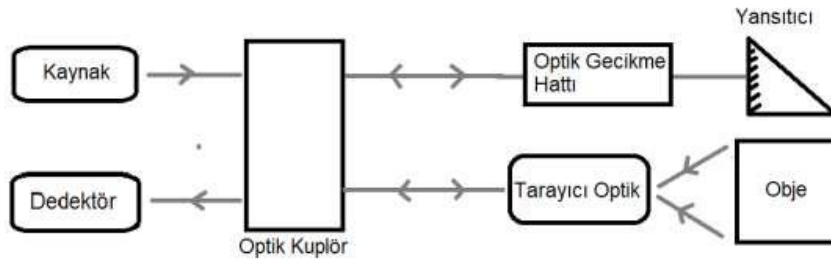 Yansıtıcı
Kaynak
Optik Gecikme
Hattı
Dedektör
Tarayıcı Optik
Obje
Optik Kuplör